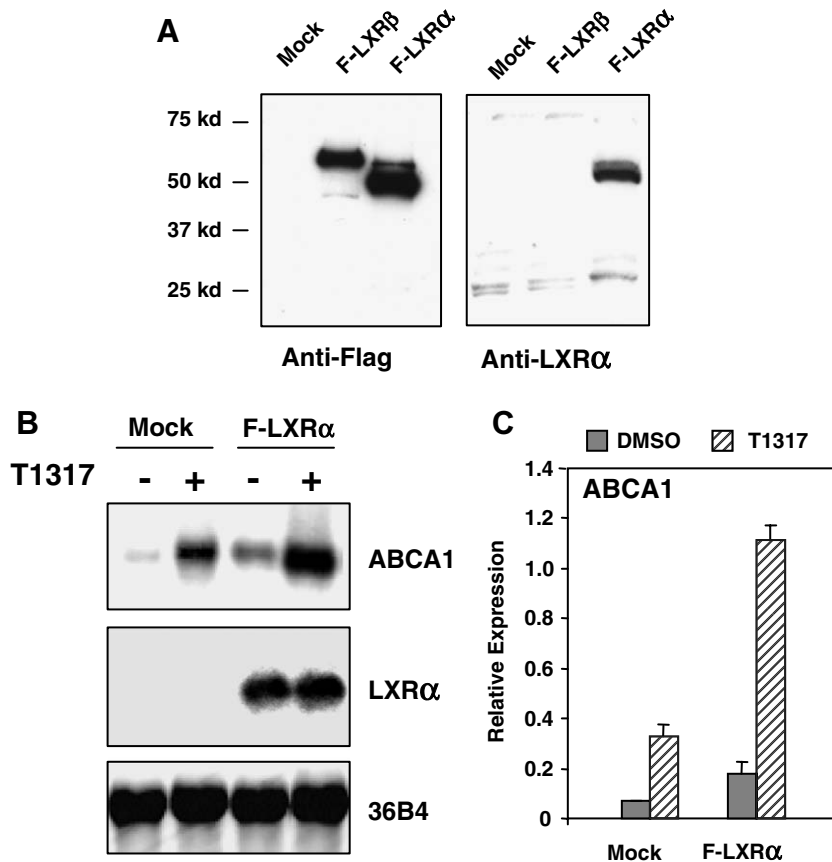 A
Mock
F-LXRβ
F-LXRα
Mock
F-LXRβ
F-LXRα
75 kd
50 kd
37 kd
25 kd
Anti-Flag
Anti-LXRα
B
Mock
F-LXRα
T1317
- + - +
ABCA1
LXRα
36B4
C
DMSO
T1317
ABCA1
Relative Expression
1.4
1.2
1.0
0.8
0.6
0.4
0.2
0
Mock
F-LXRα